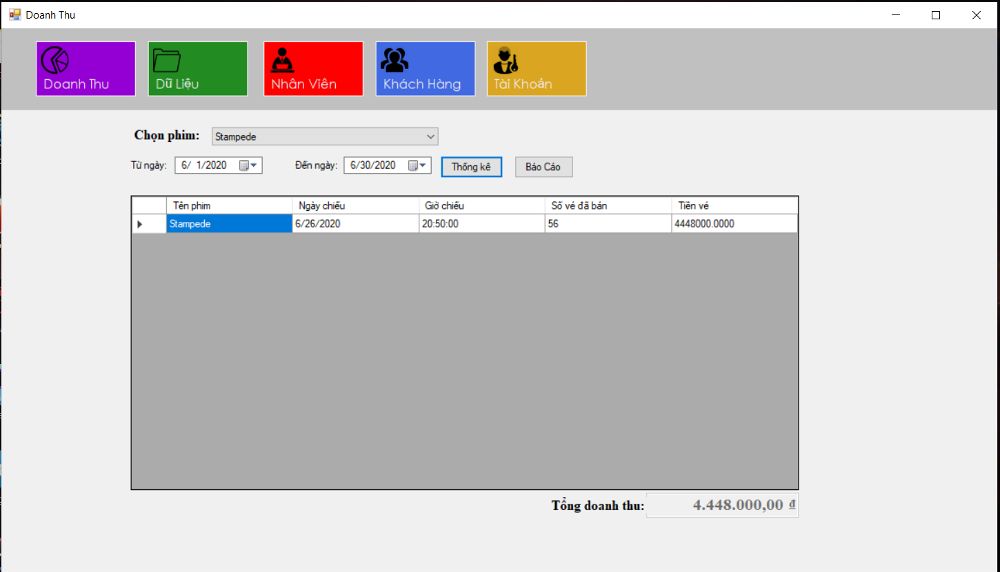 Doanh Thu
Doanh Thu Dữ Liệu Nhân Viên Khách Hàng Tài Khoản
Chọn phim: Stampede
Từ ngày: 6/ 1/2020 Đến ngày: 6/30/2020 Thống kê Báo Cáo
Tên phim Ngày chiếu Giờ chiếu Số vé đã bán Tiền vé
Stampede 6/26/2020 20:50:00 56 4448000.0000
Tổng doanh thu: 4.448.000,00 ₫